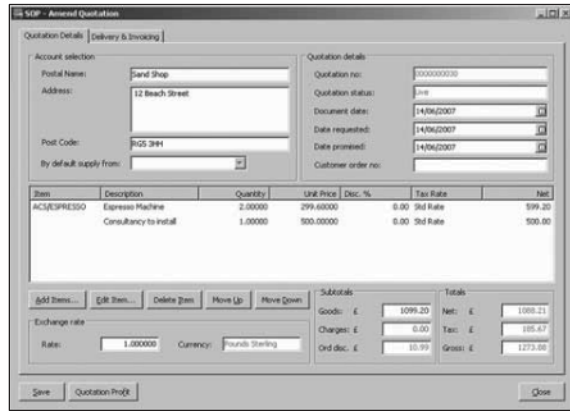 SOP - Amend Quotation
Quotation Details Delivery & Invoicing
Account selection
Postal Name: Sand Shop
Address: 12 Beach Street
Post Code: RG5 3HH
By default supply from:
Quotation details
Quotation no: 0000000030
Quotation status: Live
Document date: 14/06/2007
Date requested: 14/06/2007
Date promised: 14/06/2007
Customer order no:
Item Description Quantity Unit Price Disc. % Tax Rate Net
ACS/ESPRESSO Espresso Machine 2.00000 299.60000 0.00 Std Rate 599.20
Consultancy to install 1.00000 500.00000 0.00 Std Rate 500.00
Add Items... Edit Item... Delete Item Move Up Move Down
Exchange rate
Rate: 1.000000 Currency: Pounds Sterling
Subtotals
Goods: £ 1099.20
Charges: £ 0.00
Ord disc. £ 10.99
Totals
Net: £ 1088.21
Tax: £ 185.67
Gross: £ 1273.88
Save Quotation Profit Close